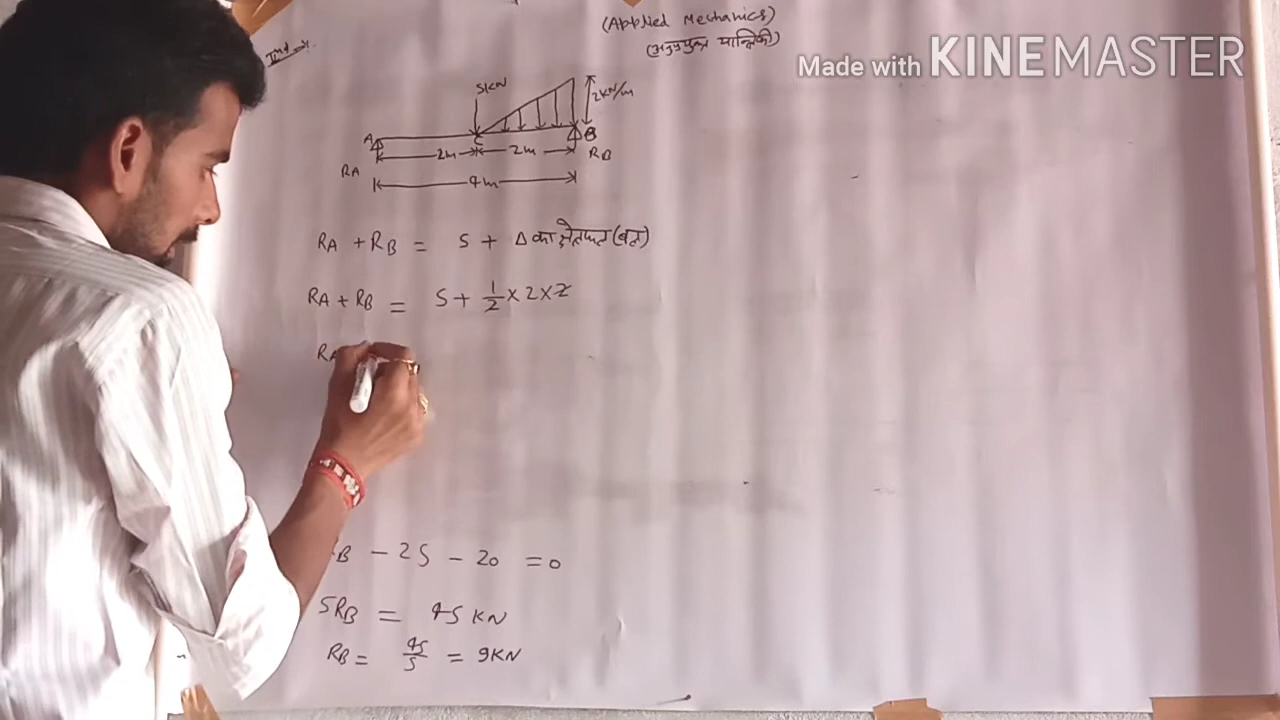 (Applied Mechanics)
(अनुप्रयुक्त यान्त्रिकी)
Made with KINEMASTER
5KN
2KN/m
A
C
B
2m 2m
RA
RB
4m
RA + RB = 5 + Δ का क्षेत्रफल (बल)
RA + RB = 5 + 1/2 × 2 × 2
RA
B - 25 - 20 = 0
5RB = 45 KN
RB = 45/5 = 9KN